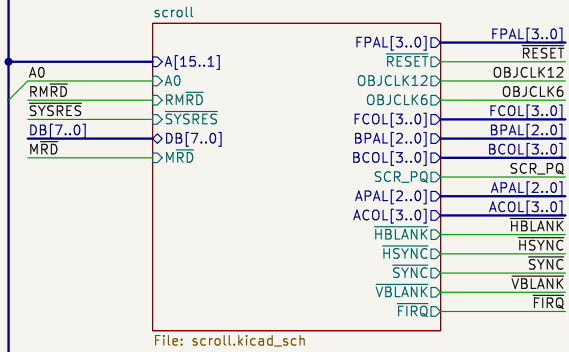 scroll
A[15..1]
A0 A0
RMRD RMRD
SYSRES SYSRES
DB[7..0] DB[7..0]
MRD MRD
FPAL[3..0] FPAL[3..0]
RESET RESET
OBJCLK12 OBJCLK12
OBJCLK6 OBJCLK6
FCOL[3..0] FCOL[3..0]
BPAL[3..0] BPAL[2..0]
BCOL[3..0] BCOL[3..0]
SCR_PQ SCR_PQ
APAL[2..0] APAL[2..0]
ACOL[3..0] ACOL[3..0]
HBLANK HBLANK
HSYNC HSYNC
SYNC SYNC
VBLANK VBLANK
FIRQ FIRQ
File: scroll.kicad_sch